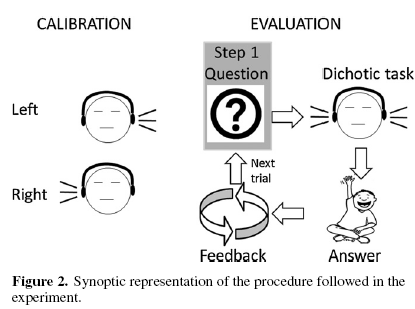 CALIBRATION
EVALUATION
Left
Right
Step 1
Question
?
Dichotic task
Next
trial
Feedback
Answer
Figure 2. Synoptic representation of the procedure followed in the
experiment.